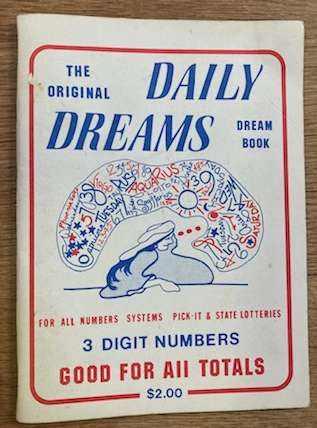 THE DAILY
ORIGINAL
DREAMS DREAM
BOOK
AQUARIUS
TUESDAY
FOR ALL NUMBERS SYSTEMS PICK-IT & STATE LOTTERIES
3 DIGIT NUMBERS
GOOD FOR All TOTALS
$2.00